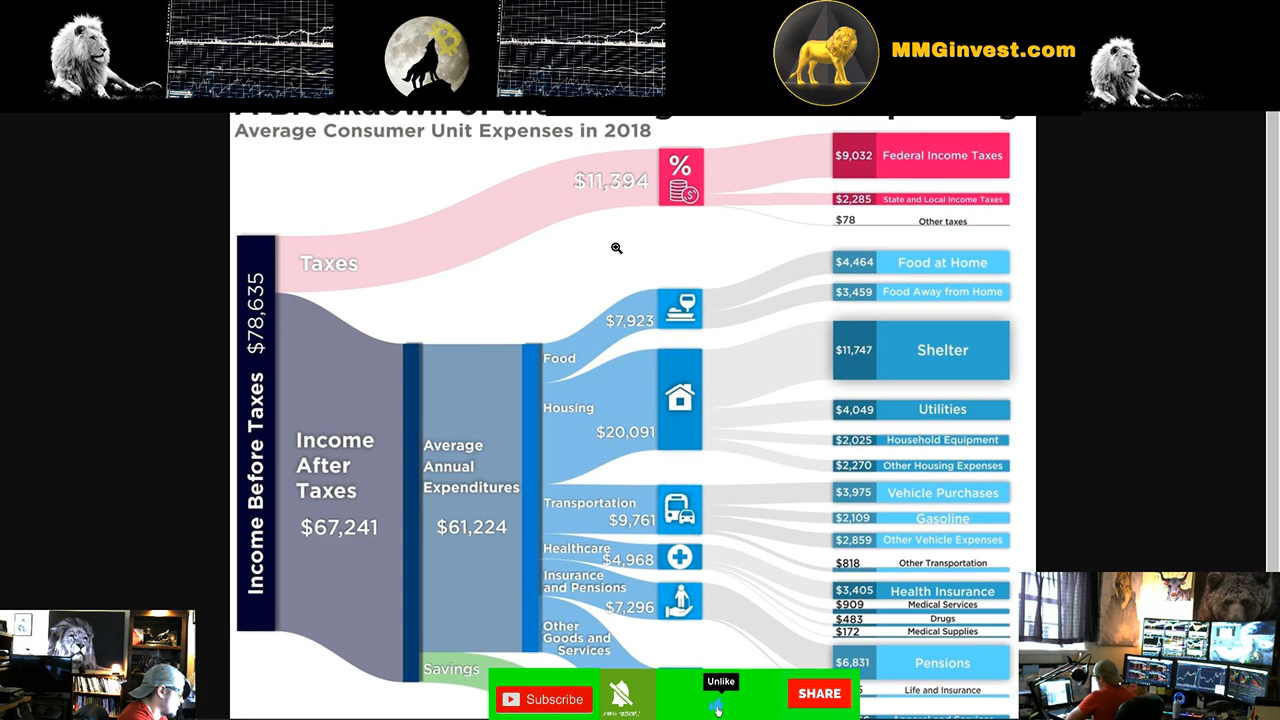 MMGinvest.com
Average Consumer Unit Expenses in 2018
$9,032 Federal Income Taxes
$11,394 %
$2,285 State and Local Income Taxes
$78 Other taxes
Taxes
$4,464 Food at Home
$3,459 Food Away from Home
$7,923
Food
$11,747 Shelter
Income Before Taxes $78,635
Housing
$20,091
$4,049 Utilities
Income
After
Taxes
$67,241
Average
Annual
Expenditures
$61,224
$2,025 Household Equipment
$2,270 Other Housing Expenses
Transportation
$9,761
$3,975 Vehicle Purchases
$2,109 Gasoline
$2,859 Other Vehicle Expenses
Healthcare
$4,968
$818 Other Transportation
Insurance
and Pensions
$7,296
$3,405 Health Insurance
$909 Medical Services
$483 Drugs
$172 Medical Supplies
Other
Goods and
Services
$6,831 Pensions
Savings
Life and Insurance
Unlike
Subscribe
SHARE